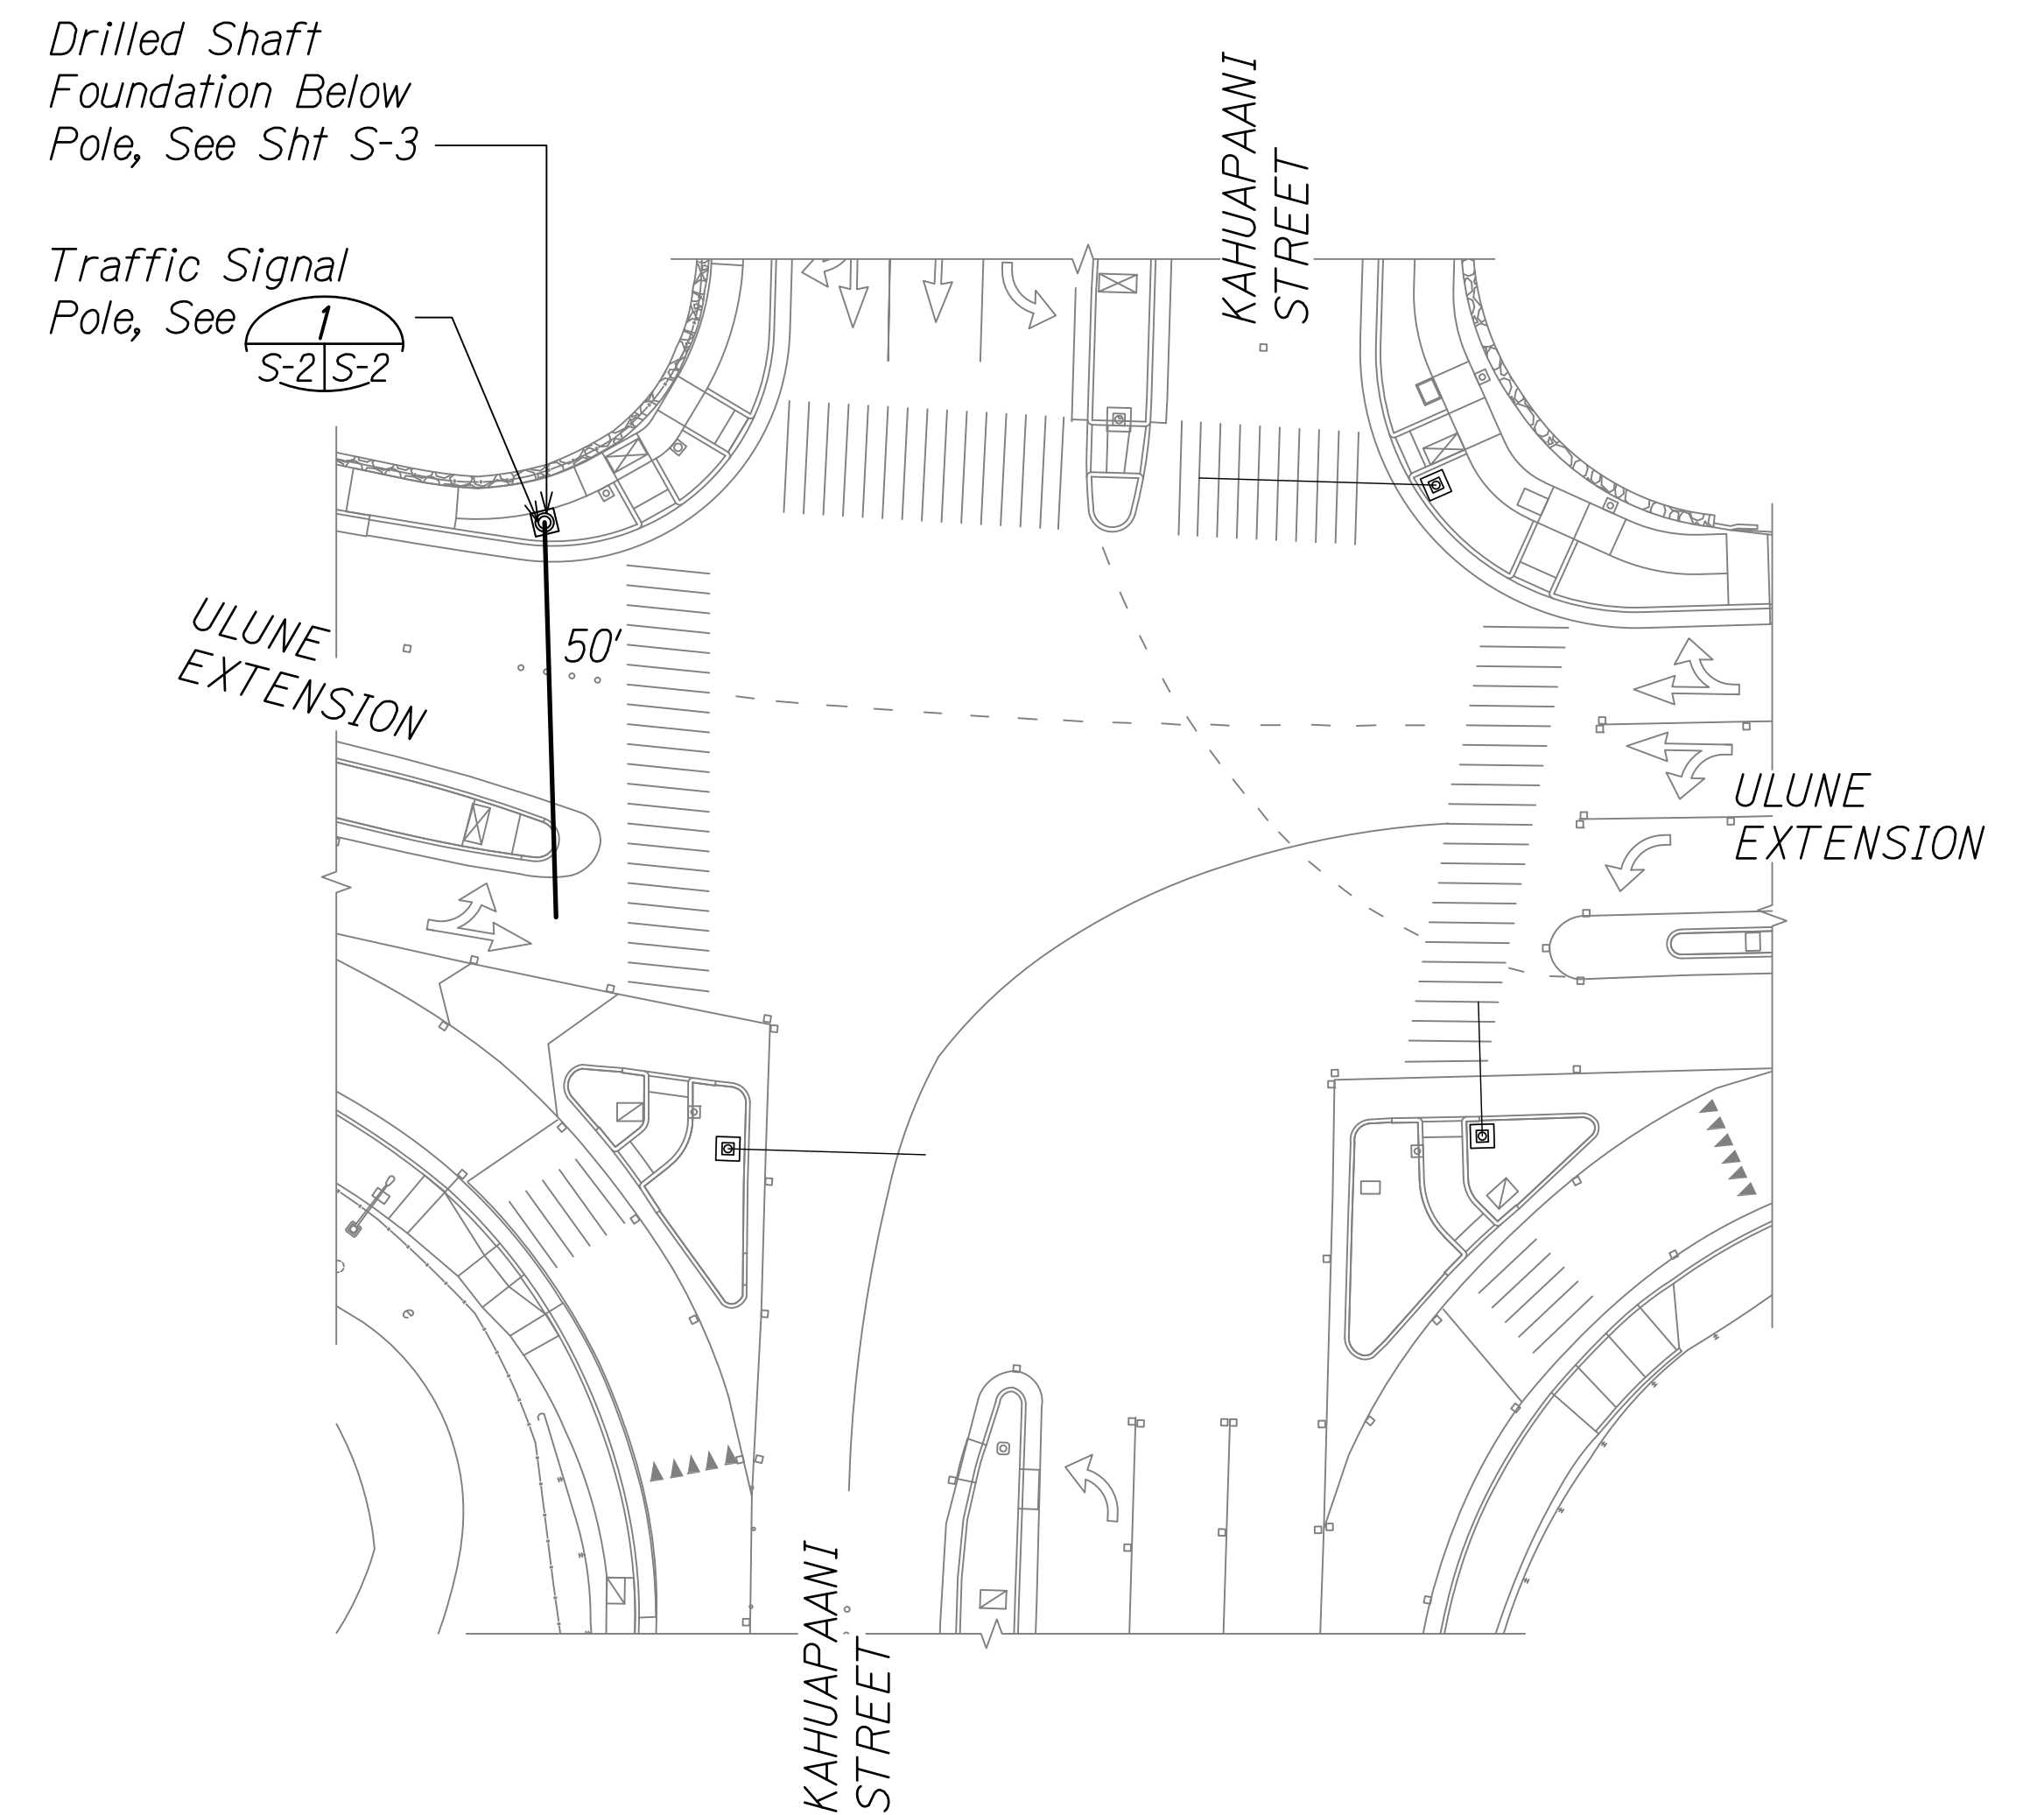 Drilled Shaft
Foundation Below
Pole, See Sht S-3
Traffic Signal
Pole, See
1
S-2 S-2
KAHUAPAANI
STREET
ULUNE
EXTENSION
50'
ULUNE
EXTENSION
KAHUAPAANI
STREET